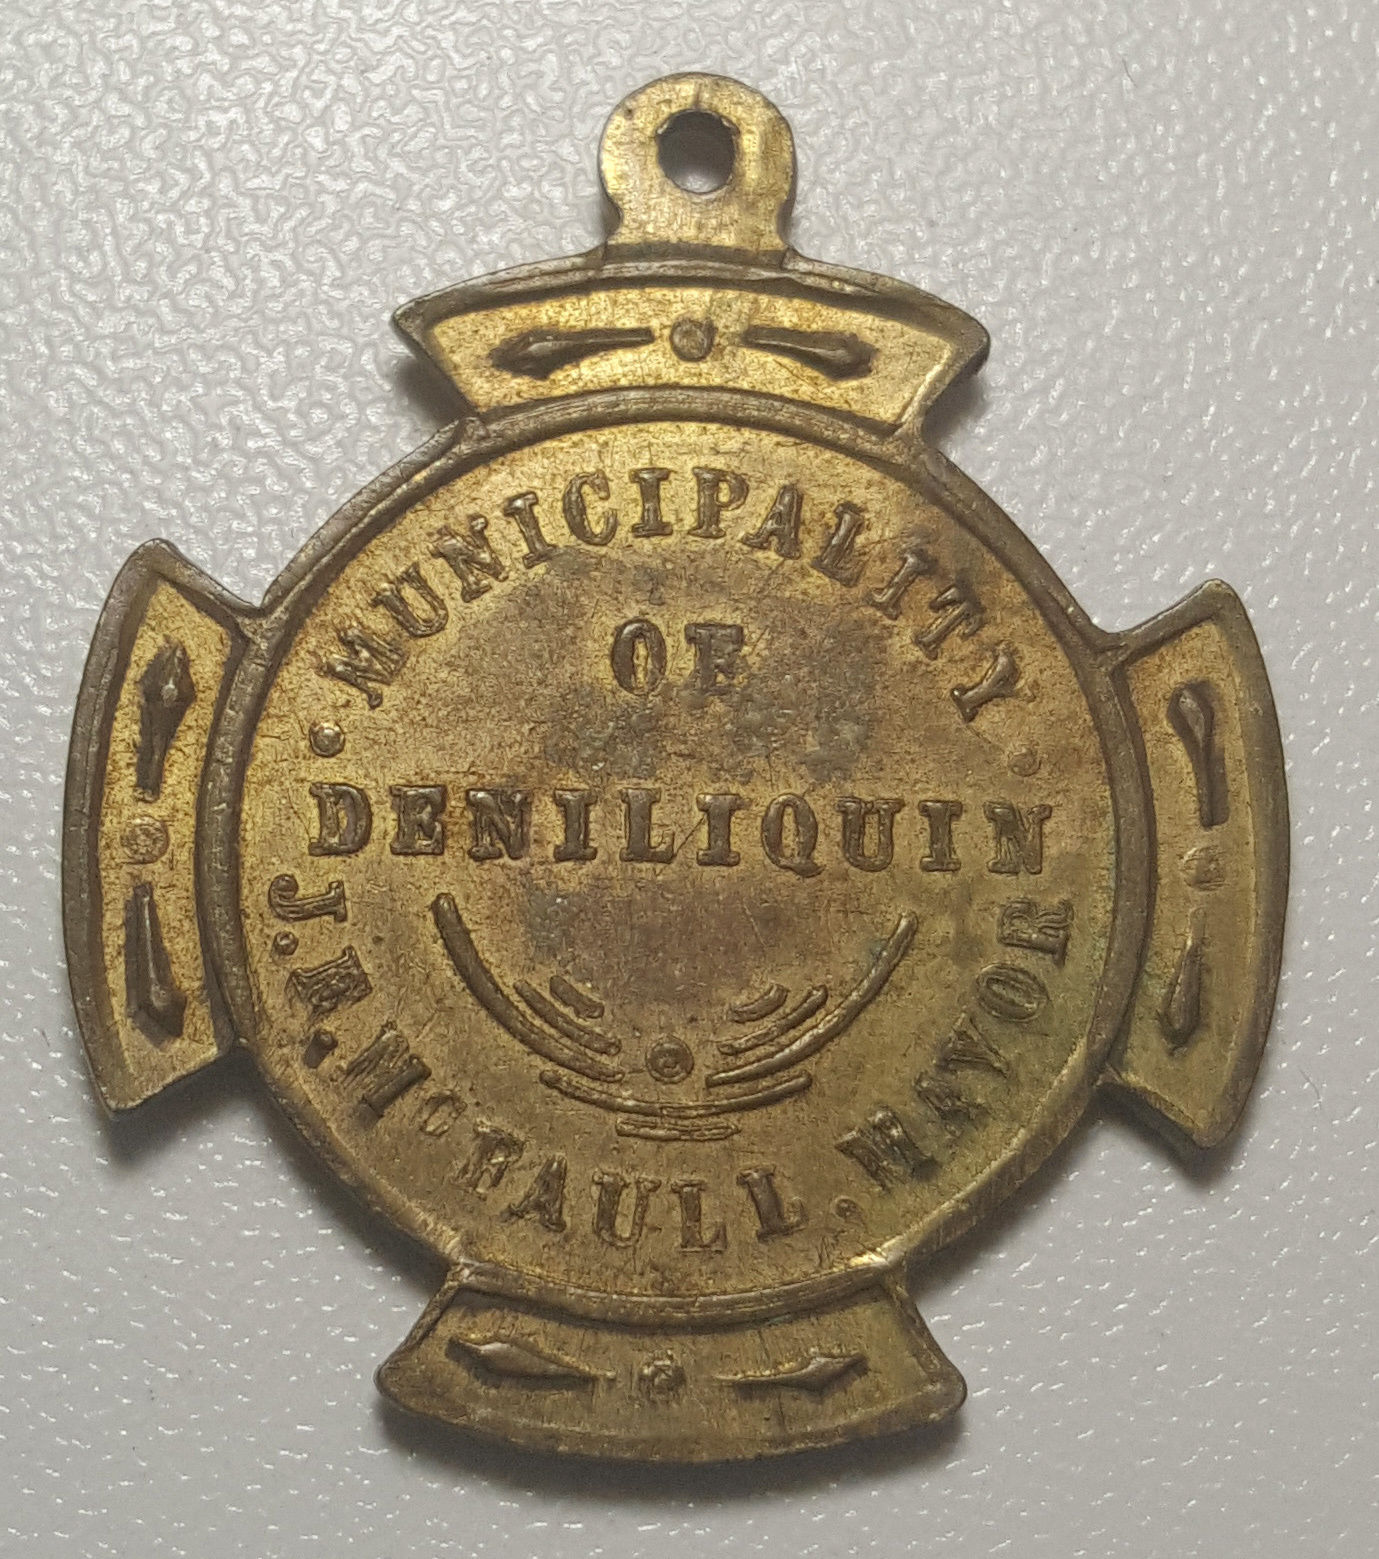 · MUNICIPALITY ·
OF
DENILIQUIN
J.E.McFAULL. MAYOR